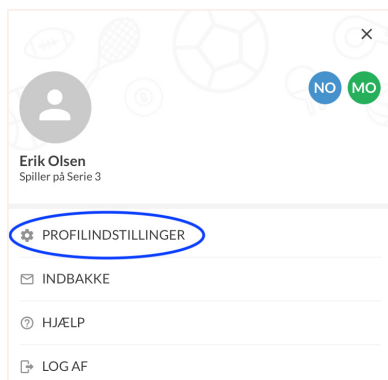 NO MO
Erik Olsen
Spiller på Serie 3
PROFILINDSTILLINGER
INDBAKKE
HJÆLP
LOG AF